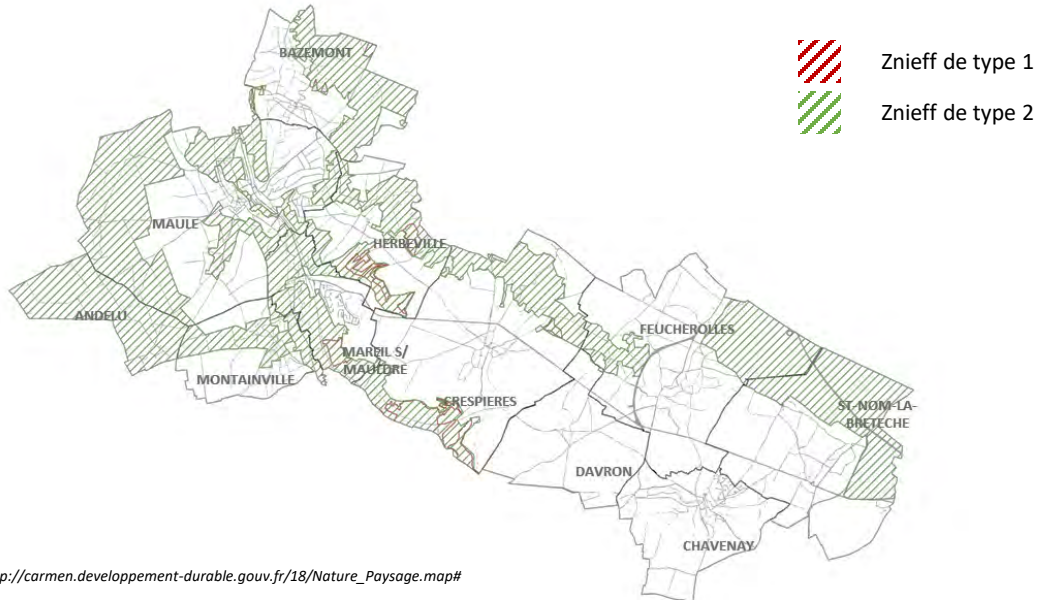 BAZEMONT
Znieff de type 1
Znieff de type 2
MAULE
HERBEVILLE
ANDELU
FEUCHEROLLES
MAREIL S/
MAULDRE
MONTAINVILLE
CRESPIERES
ST-NOM-LA-
BRETECHE
DAVRON
CHAVENAY
p://carmen.developpement-durable.gouv.fr/18/Nature_Paysage.map#